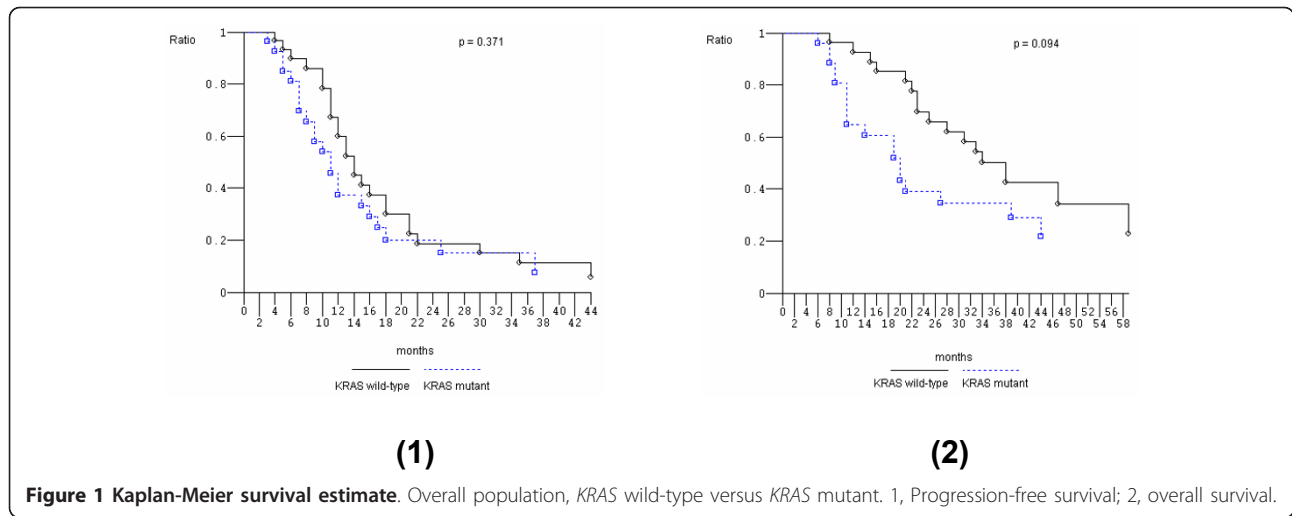 Ratio
p = 0.371
1
0.8
0.6
0.4
0.2
0
0 4 8 10 12 16 20 24 28 30 32 36 40 44
2 6 10 14 18 22 26 30 34 38 42
months
KRAS wild-type KRAS mutant
(1)
Ratio
p = 0.094
1
0.8
0.6
0.4
0.2
0
0 4 8 12 16 20 24 28 32 36 40 44 48 52 56
2 6 10 14 18 22 26 30 34 38 42 46 50 54 58
months
KRAS wild-type KRAS mutant
(2)
Figure 1 Kaplan-Meier survival estimate. Overall population, KRAS wild-type versus KRAS mutant. 1, Progression-free survival; 2, overall survival.